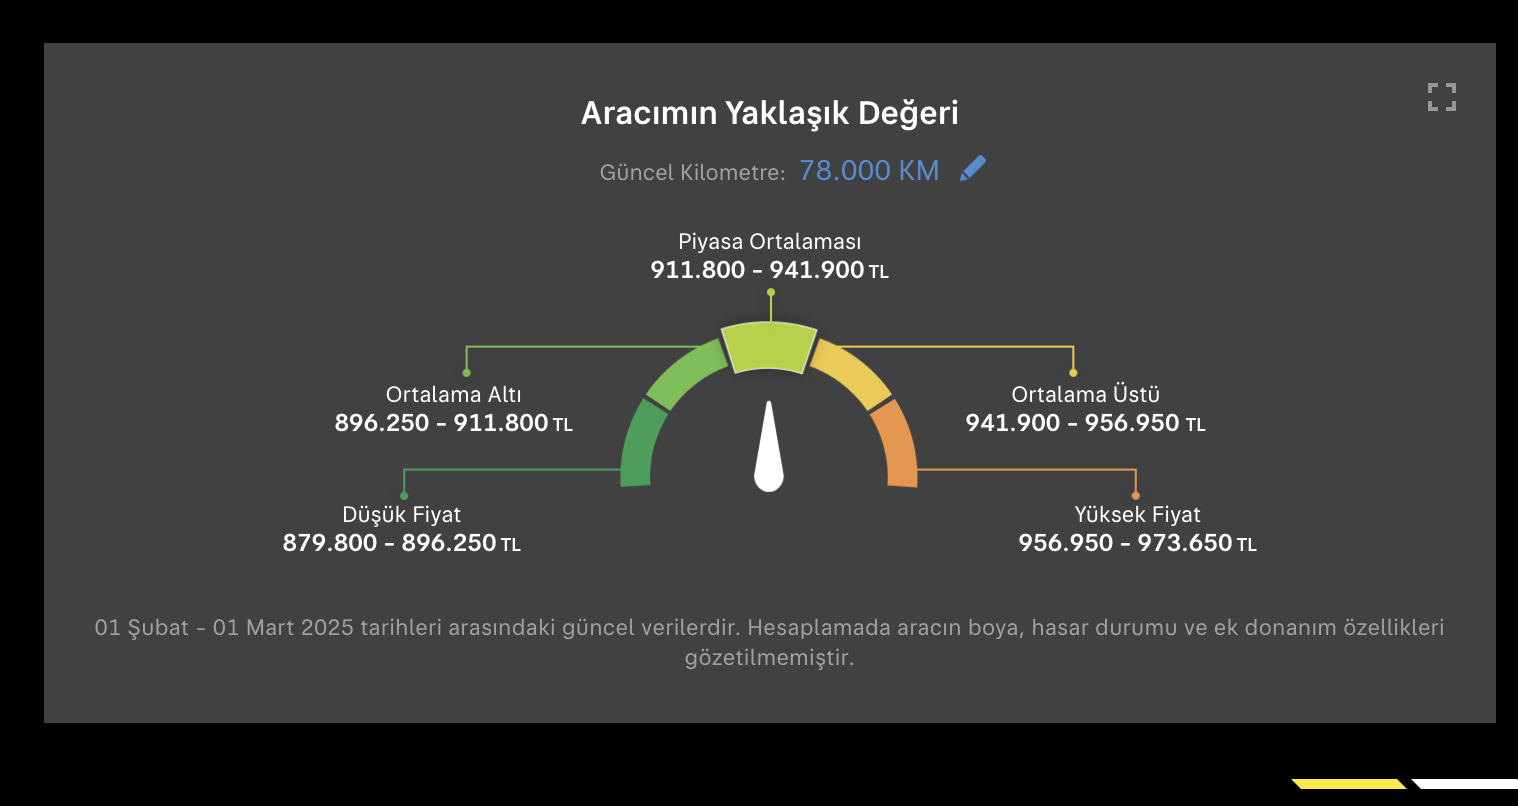 Aracımın Yaklaşık Değeri
Güncel Kilometre: 78.000 KM
Piyasa Ortalaması
911.800 - 941.900 TL
Ortalama Altı
896.250 - 911.800 TL
Ortalama Üstü
941.900 - 956.950 TL
Düşük Fiyat
879.800 - 896.250 TL
Yüksek Fiyat
956.950 - 973.650 TL
01 Şubat - 01 Mart 2025 tarihleri arasındaki güncel verilerdir. Hesaplamada aracın boya, hasar durumu ve ek donanım özellikleri
gözetilmemiştir.